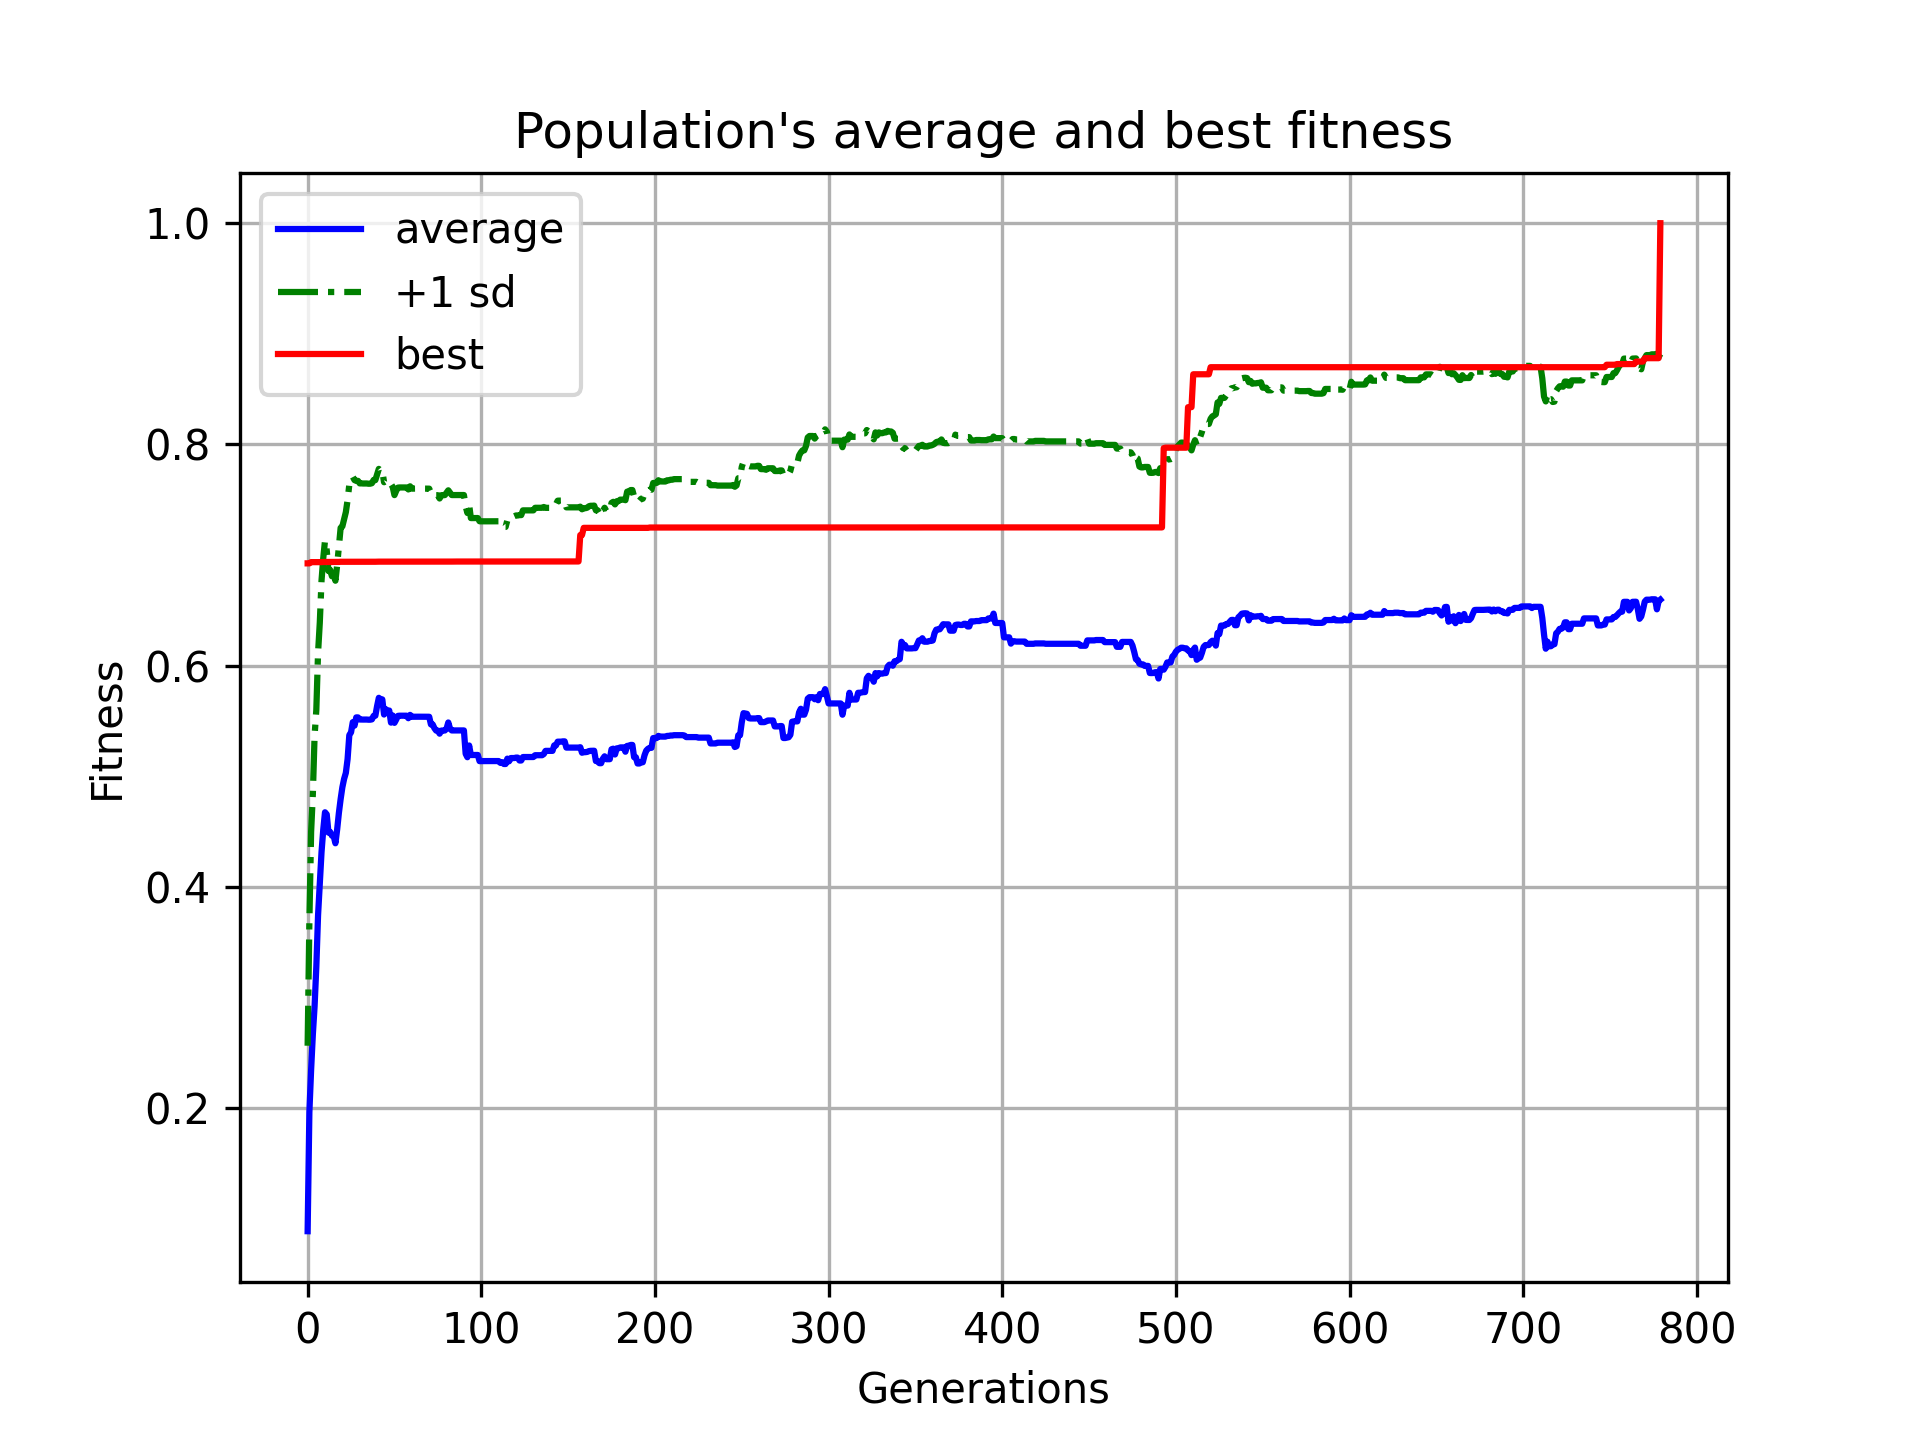 Population's average and best fitness
average
+1 sd
best
1.0
0.8
0.6
0.4
0.2
Fitness
0 100 200 300 400 500 600 700 800
Generations